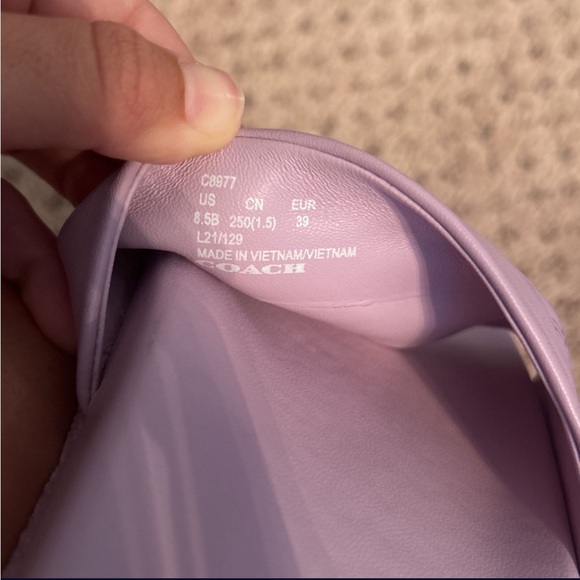 C8977
US CN EUR
8.5B 250(1.5) 39
L21/129
MADE IN VIETNAM/VIETNAM
COACH